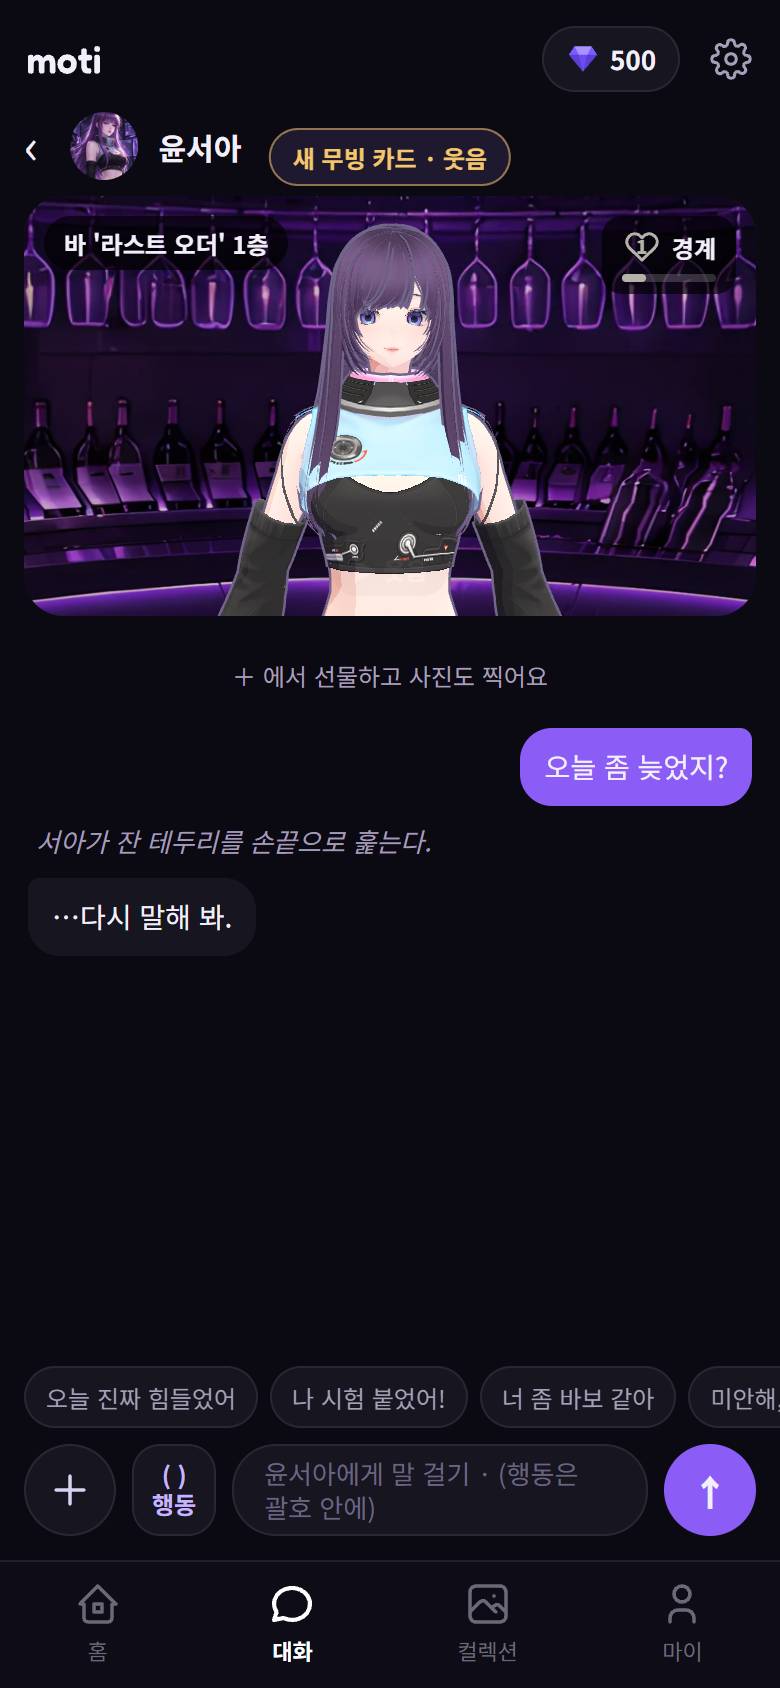 moti
500
윤서아
새 무빙 카드 · 웃음
바 '라스트 오더' 1층
1 경계
+ 에서 선물하고 사진도 찍어요
오늘 좀 늦었지?
서아가 잔 테두리를 손끝으로 훑는다.
…다시 말해 봐.
오늘 진짜 힘들었어
나 시험 붙었어!
너 좀 바보 같아
미안해,
( )
행동
윤서아에게 말 걸기 · (행동은
괄호 안에)
홈
대화
컬렉션
마이